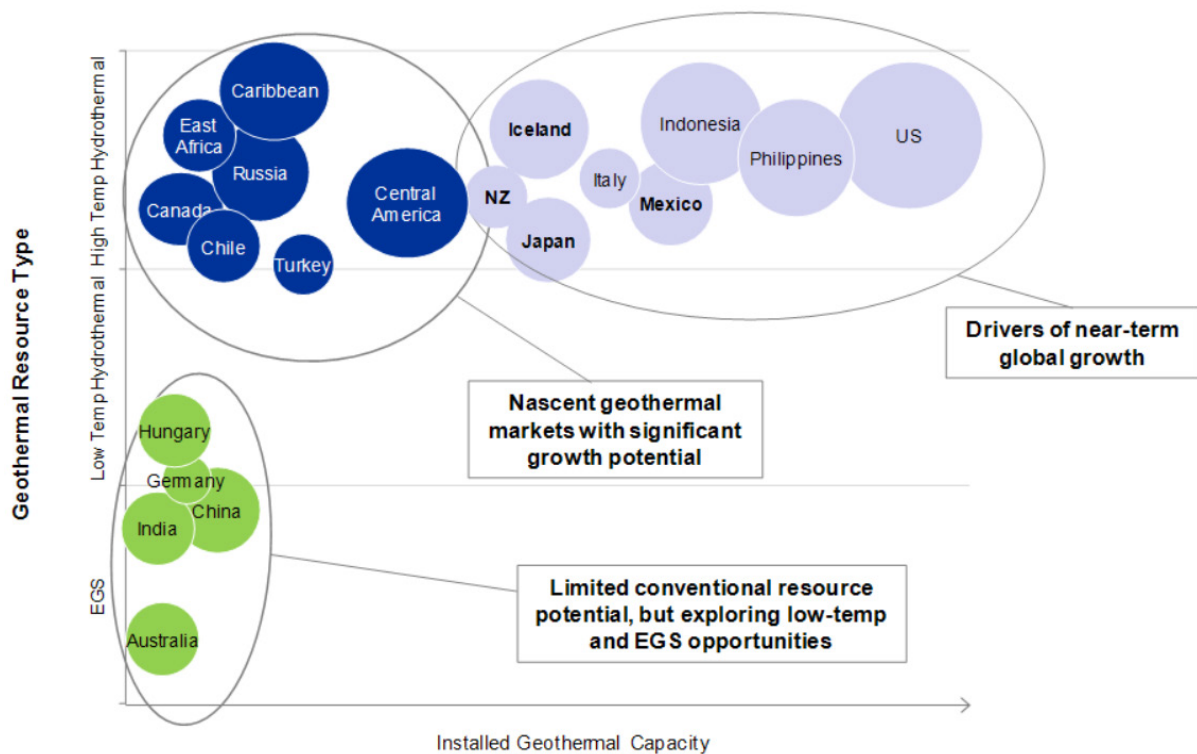 Geothermal Resource Type
High Temp Hydrothermal
Low Temp Hydrothermal
EGS
Caribbean
East
Africa
Russia
Canada
Chile
Turkey
Central
America
Iceland
NZ
Japan
Italy
Mexico
Indonesia
Philippines
US
Drivers of near-term
global growth
Nascent geothermal
markets with significant
growth potential
Hungary
Germany
China
India
Australia
Limited conventional resource
potential, but exploring low-temp
and EGS opportunities
Installed Geothermal Capacity